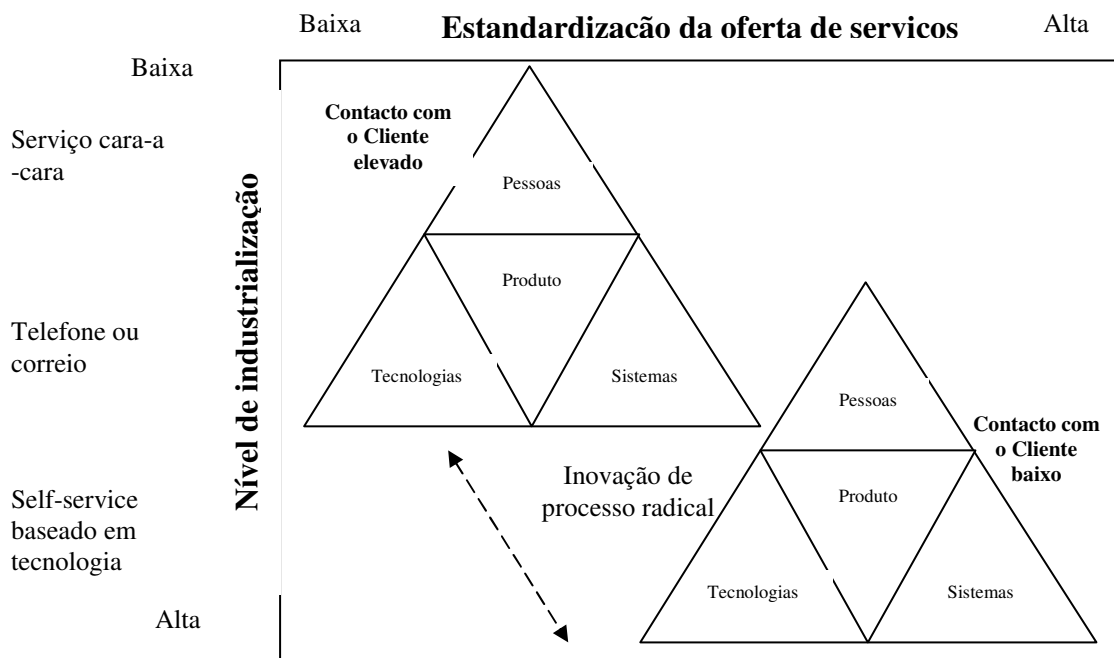 Baixa
Estandardizacão da oferta de servicos
Alta
Baixa
Serviço cara-a
-cara
Telefone ou
correio
Self-service
baseado em
tecnologia
Alta
Nível de industrialização
Contacto com
o Cliente
elevado
Pessoas
Produto
Tecnologias
Sistemas
Inovação de
processo radical
Pessoas
Contacto com
o Cliente
baixo
Produto
Tecnologias
Sistemas